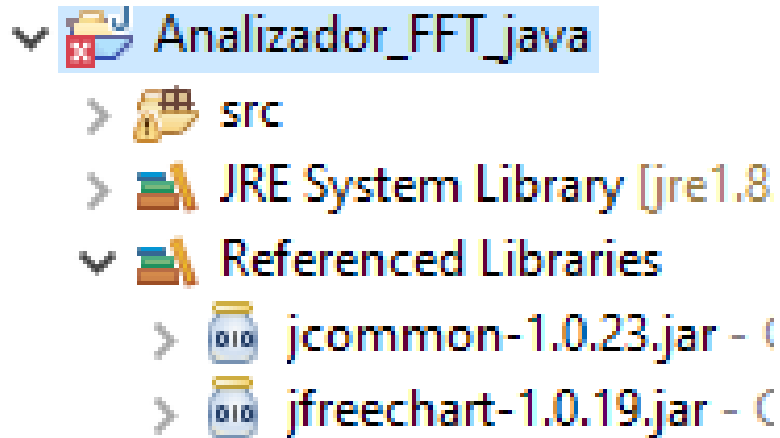 Analizador_FFT_java
src
JRE System Library [jre1.8
Referenced Libraries
jcommon-1.0.23.jar -
jfreechart-1.0.19.jar -